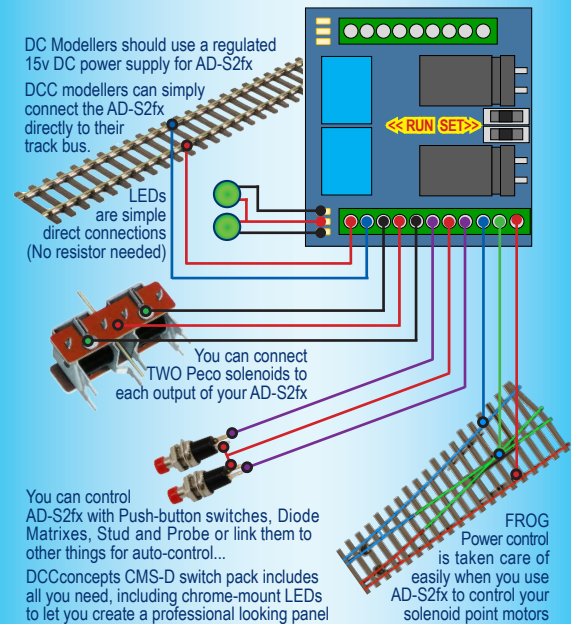 DC Modellers should use a regulated
15v DC power supply for AD-S2fx
DCC modellers can simply
connect the AD-S2fx
directly to their
track bus.
<< RUN SET>>
LEDs
are simple
direct connections
(No resistor needed)
You can connect
TWO Peco solenoids to
each output of your AD-S2fx
You can control
AD-S2fx with Push-button switches, Diode
Matrixes, Stud and Probe or link them to
other things for auto-control...
DCCconcepts CMS-D switch pack includes
all you need, including chrome-mount LEDs
to let you create a professional looking panel
FROG
Power control
is taken care of
easily when you use
AD-S2fx to control your
solenoid point motors